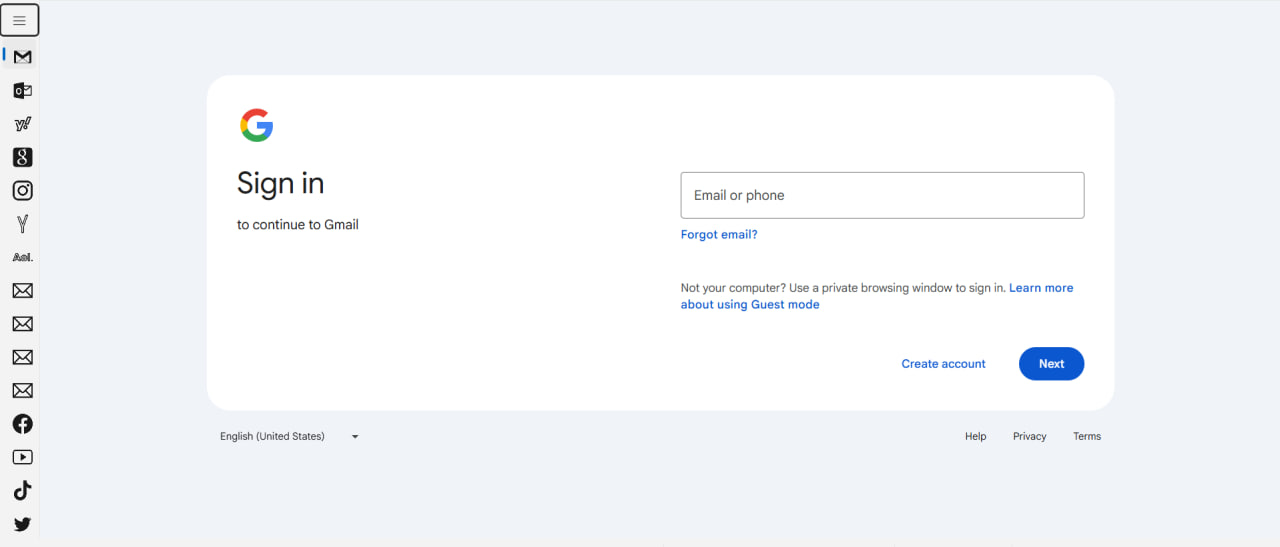 Sign in
to continue to Gmail
Email or phone
Forgot email?
Not your computer? Use a private browsing window to sign in. Learn more
about using Guest mode
Create account
Next
English (United States)
Help
Privacy
Terms
Aol.